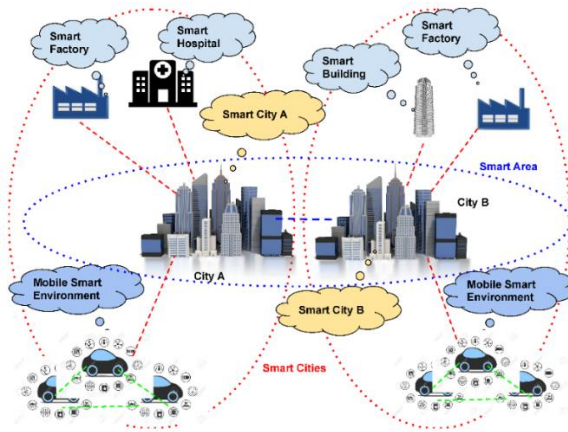 Smart
Factory
Smart
Hospital
Smart
Building
Smart
Factory
Smart City A
Smart Area
City B
City A
Mobile Smart
Environment
Smart City B
Mobile Smart
Environment
Smart Cities